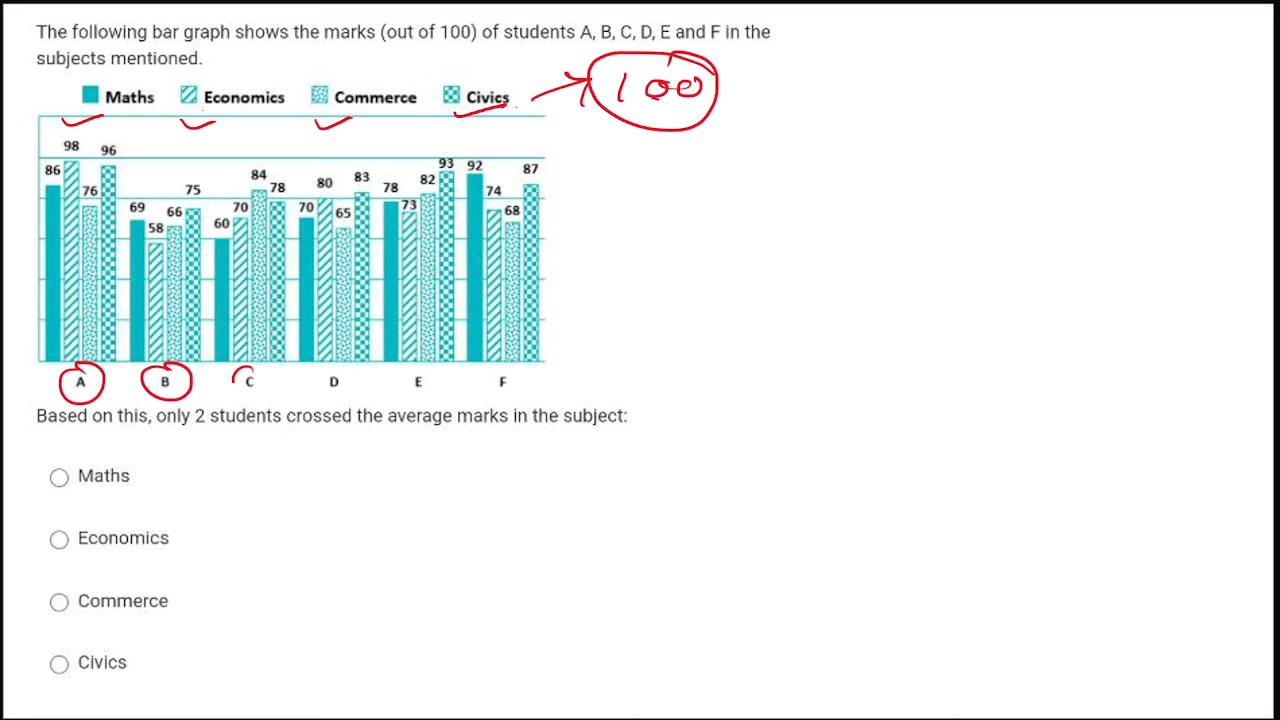 The following bar graph shows the marks (out of 100) of students A, B, C, D, E and F in the
subjects mentioned.
Maths Economics Commerce Civics 100
86 98 76 96 69 58 66 75 60 70 84 78 70 80 65 83 78 73 82 93 92 74 68 87
A B C D E F
Based on this, only 2 students crossed the average marks in the subject:
Maths
Economics
Commerce
Civics